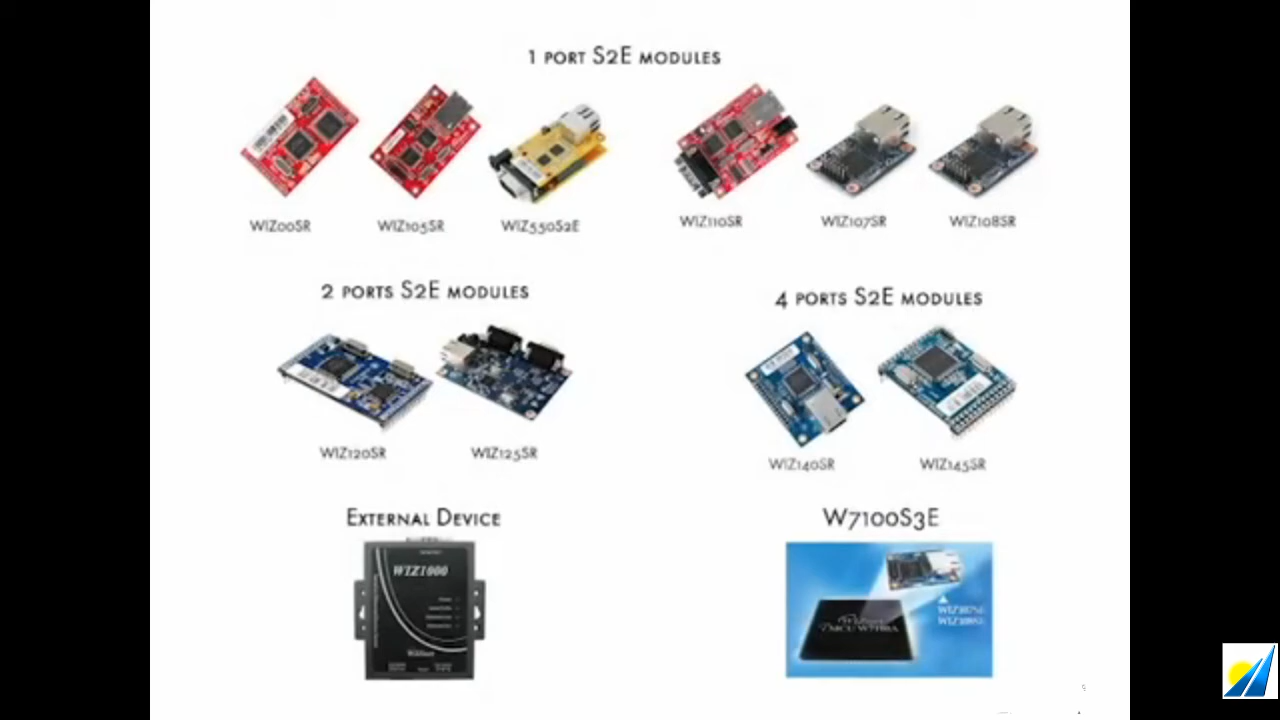 1 PORT S2E MODULES
WIZ00SR
WIZ105SR
WIZ550S2E
WIZ110SR
WIZ107SR
WIZ108SR
2 PORTS S2E MODULES
4 PORTS S2E MODULES
WIZ120SR
WIZ125SR
WIZ140SR
WIZ145SR
EXTERNAL DEVICE
W7100S3E
WIZ1000